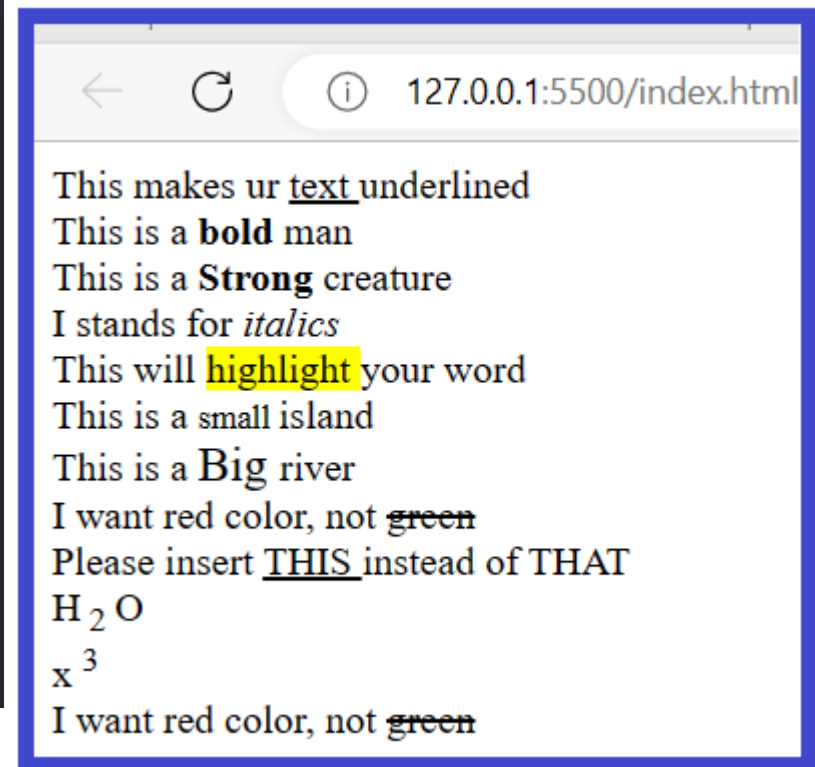 127.0.0.1:5500/index.html
This makes ur text underlined
This is a bold man
This is a Strong creature
I stands for italics
This will highlight your word
This is a small island
This is a Big river
I want red color, not green
Please insert THIS instead of THAT
H 2 O
x 3
I want red color, not green